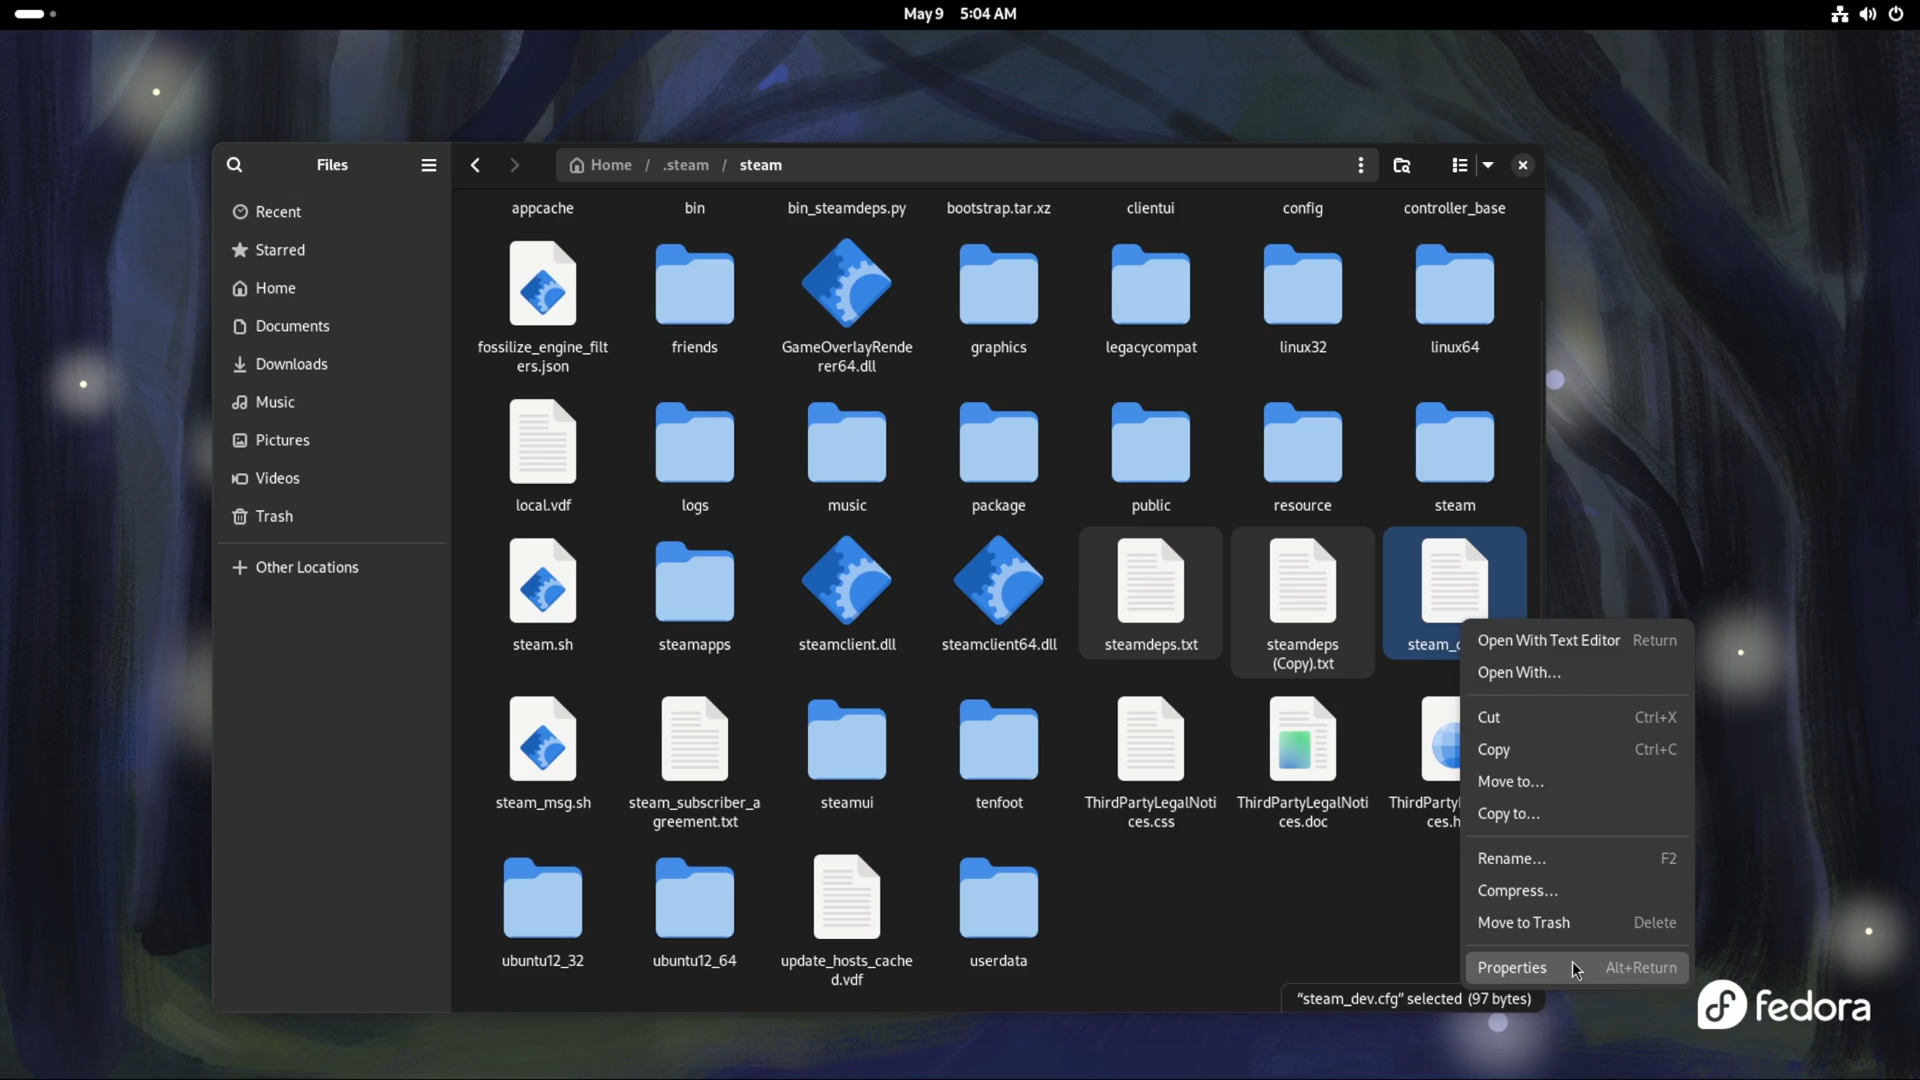 May 9 5:04 AM
Files
Home / .steam / steam
Recent
Starred
Home
Documents
Downloads
Music
Pictures
Videos
Trash
Other Locations
appcache bin bin_steamdeps.py bootstrap.tar.xz clientui config controller_base
fossilize_engine_filt friends GameOverlayRende graphics legacycompat linux32 linux64
ers.json rer64.dll
local.vdf logs music package public resource steam
steam.sh steamapps steamclient.dll steamclient64.dll steamdeps.txt steamdeps
(Copy).txt
steam_msg.sh steam_subscriber_a steamui tenfoot ThirdPartyLegalNoti ThirdPartyLegalNoti ThirdParty
greement.txt ces.css ces.doc ces.h
ubuntu12_32 ubuntu12_64 update_hosts_cache userdata
d.vdf
Open With Text Editor Return
Open With...
Cut Ctrl+X
Copy Ctrl+C
Move to...
Copy to...
Rename... F2
Compress...
Move to Trash Delete
Properties Alt+Return
"steam_dev.cfg" selected (97 bytes)
fedora